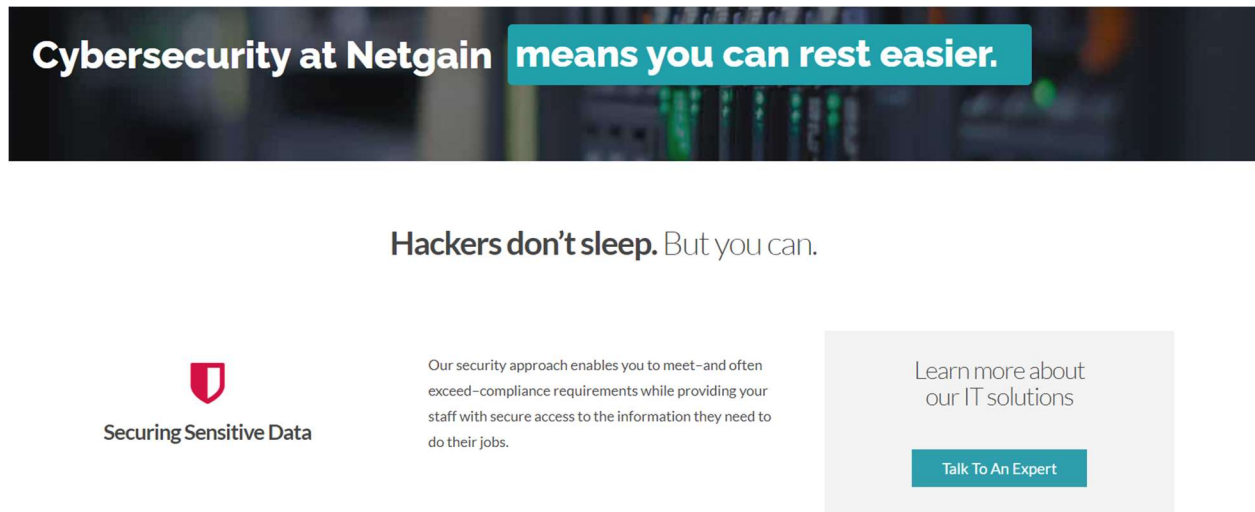 Cybersecurity at Netgain means you can rest easier.
Hackers don't sleep. But you can.
Securing Sensitive Data
Our security approach enables you to meet–and often
exceed–compliance requirements while providing your
staff with secure access to the information they need to
do their jobs.
Learn more about
our IT solutions
Talk To An Expert